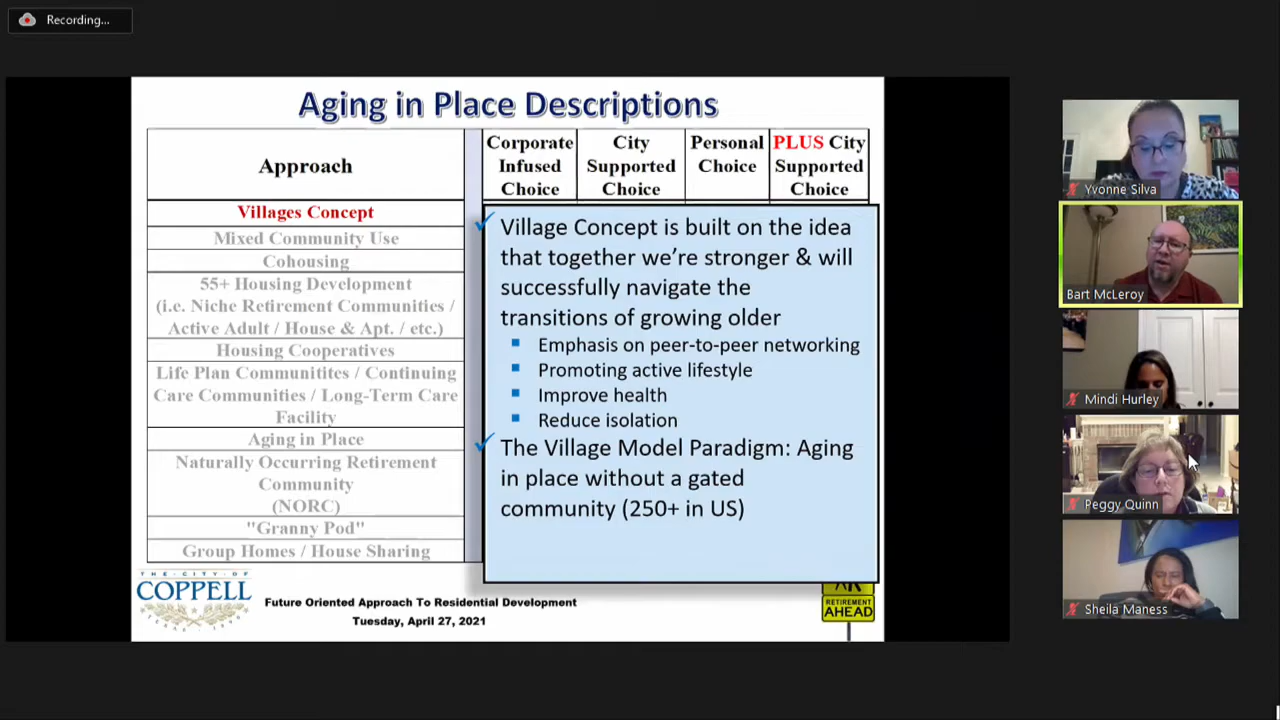 Recording...
Aging in Place Descriptions
Approach
Corporate
Infused
Choice
City
Supported
Choice
Personal
Choice
PLUS City
Supported
Choice
Villages Concept
Mixed Community Use
Cohousing
55+ Housing Development
(i.e. Niche Retirement Communities /
Active Adult / House & Apt. / etc.)
Housing Cooperatives
Life Plan Communitites / Continuing
Care Communities / Long-Term Care
Facility
Aging in Place
Naturally Occurring Retirement
Community
(NORC)
"Granny Pod"
Group Homes / House Sharing
Village Concept is built on the idea
that together we're stronger & will
successfully navigate the
transitions of growing older
Emphasis on peer-to-peer networking
Promoting active lifestyle
Improve health
Reduce isolation
The Village Model Paradigm: Aging
in place without a gated
community (250+ in US)
THE CITY OF
COPPELL
Future Oriented Approach To Residential Development
Tuesday, April 27, 2021
RETIREMENT
AHEAD
Yvonne Silva
Bart McLeroy
Mindi Hurley
Peggy Quinn
Sheila Maness